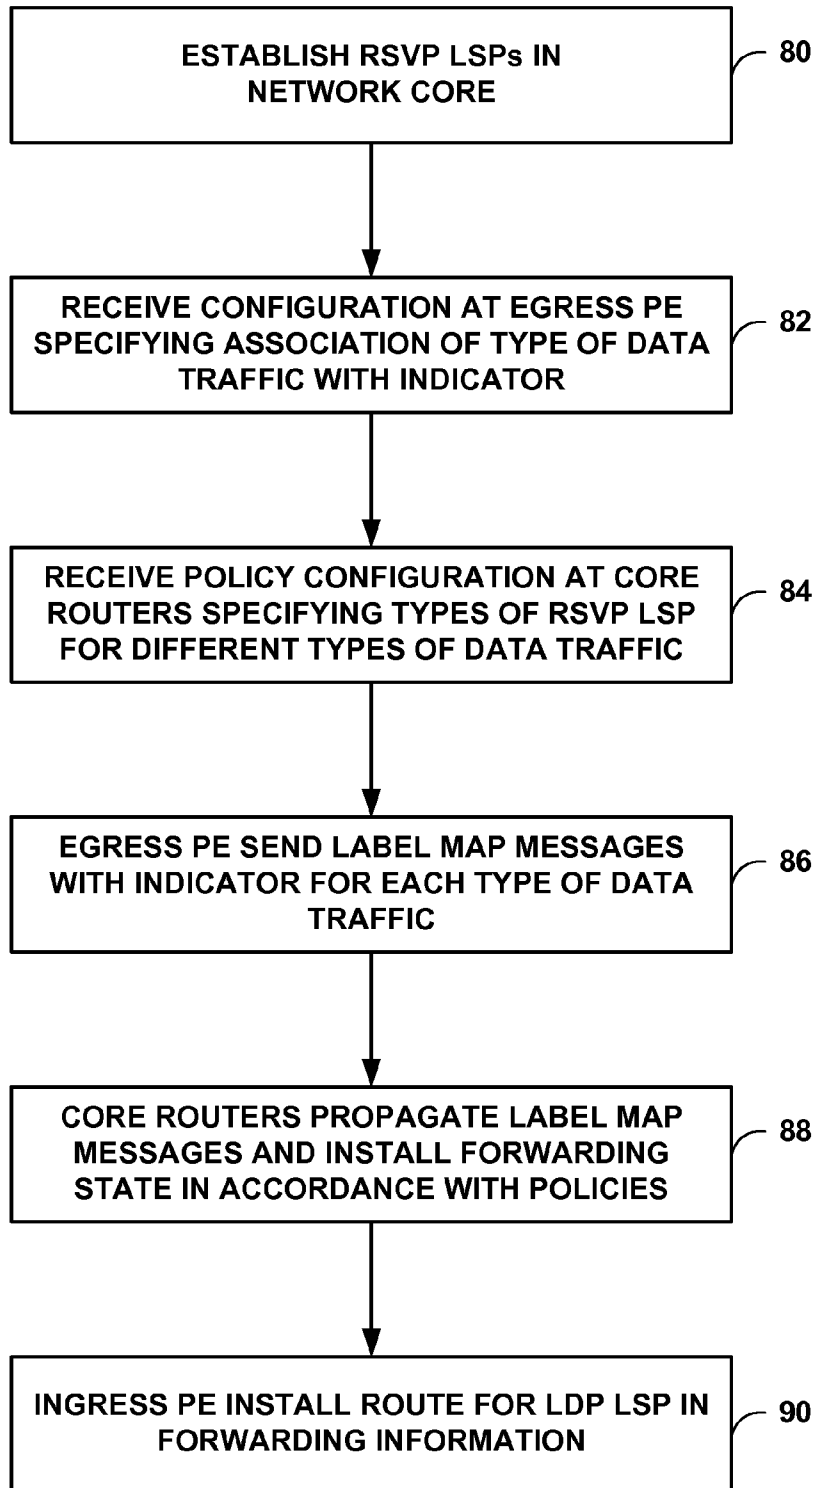 ESTABLISH RSVP LSPs IN
NETWORK CORE
80
RECEIVE CONFIGURATION AT EGRESS PE
SPECIFYING ASSOCIATION OF TYPE OF DATA
TRAFFIC WITH INDICATOR
82
RECEIVE POLICY CONFIGURATION AT CORE
ROUTERS SPECIFYING TYPES OF RSVP LSP
FOR DIFFERENT TYPES OF DATA TRAFFIC
84
EGRESS PE SEND LABEL MAP MESSAGES
WITH INDICATOR FOR EACH TYPE OF DATA
TRAFFIC
86
CORE ROUTERS PROPAGATE LABEL MAP
MESSAGES AND INSTALL FORWARDING
STATE IN ACCORDANCE WITH POLICIES
88
INGRESS PE INSTALL ROUTE FOR LDP LSP IN
FORWARDING INFORMATION
90